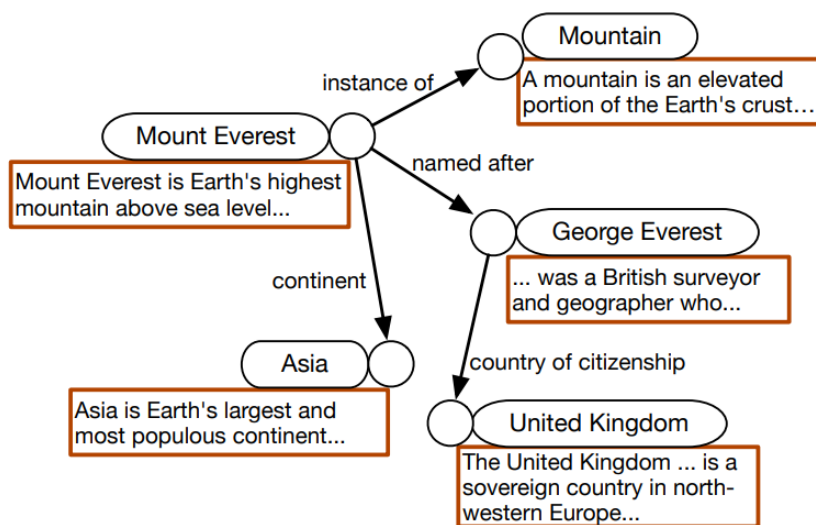 Mountain
A mountain is an elevated
portion of the Earth's crust...
instance of
Mount Everest
Mount Everest is Earth's highest
mountain above sea level...
named after
George Everest
... was a British surveyor
and geographer who...
continent
Asia
Asia is Earth's largest and
most populous continent...
country of citizenship
United Kingdom
The United Kingdom ... is a
sovereign country in north-
western Europe...